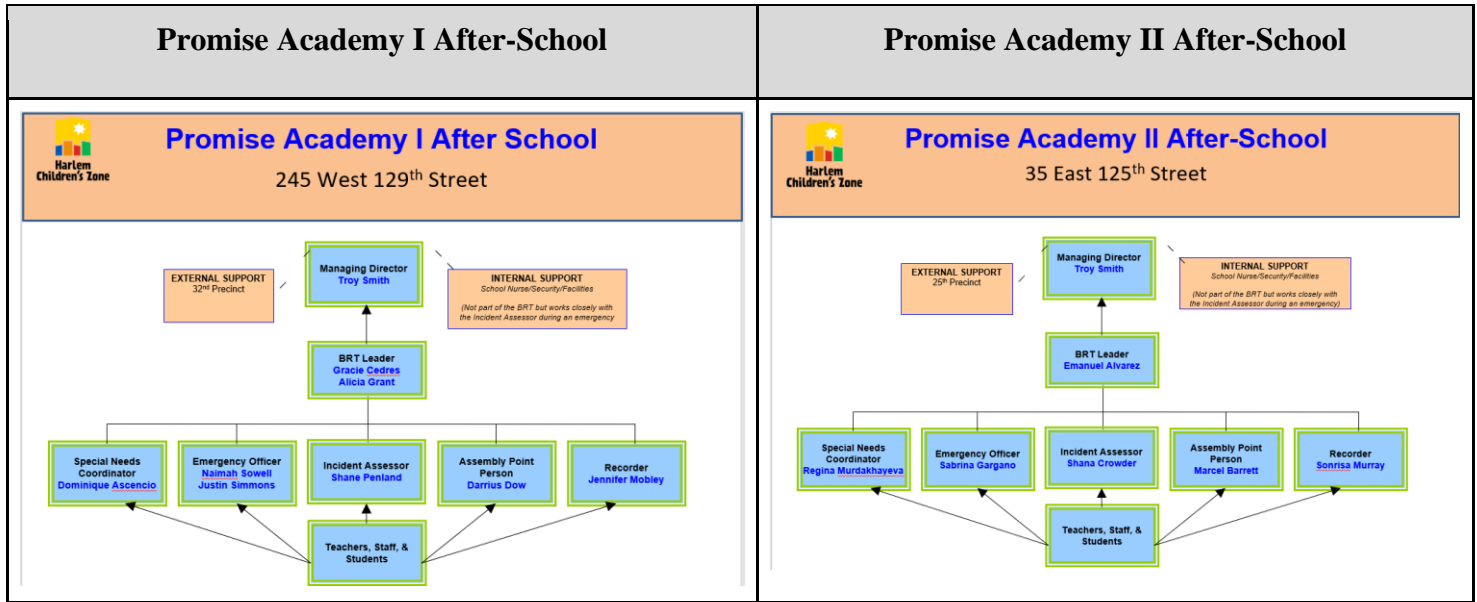 Promise Academy I After-School
Promise Academy II After-School
Harlem
Children's Zone
Promise Academy I After School
245 West 129th Street
EXTERNAL SUPPORT
32nd Precinct
Managing Director
Troy Smith
INTERNAL SUPPORT
School Nurse/Security/Facilities
(Not part of the BRT but works closely with
the Incident Assessor during an emergency
BRT Leader
Gracie Cedres
Alicia Grant
Special Needs
Coordinator
Dominique Ascencio
Emergency Officer
Naimah Sowell
Justin Simmons
Incident Assessor
Shane Penland
Assembly Point
Person
Darrius Dow
Recorder
Jennifer Mobley
Teachers, Staff, &
Students
Harlem
Children's Zone
Promise Academy II After-School
35 East 125th Street
EXTERNAL SUPPORT
25th Precinct
Managing Director
Troy Smith
INTERNAL SUPPORT
School Nurse/Security/Facilities
(Not part of the BRT but works closely with
the Incident Assessor during an emergency)
BRT Leader
Emanuel Alvarez
Special Needs
Coordinator
Regina Murdakhayeva
Emergency Officer
Sabrina Gargano
Incident Assessor
Shana Crowder
Assembly Point
Person
Marcel Barrett
Recorder
Sonrisa Murray
Teachers, Staff, &
Students